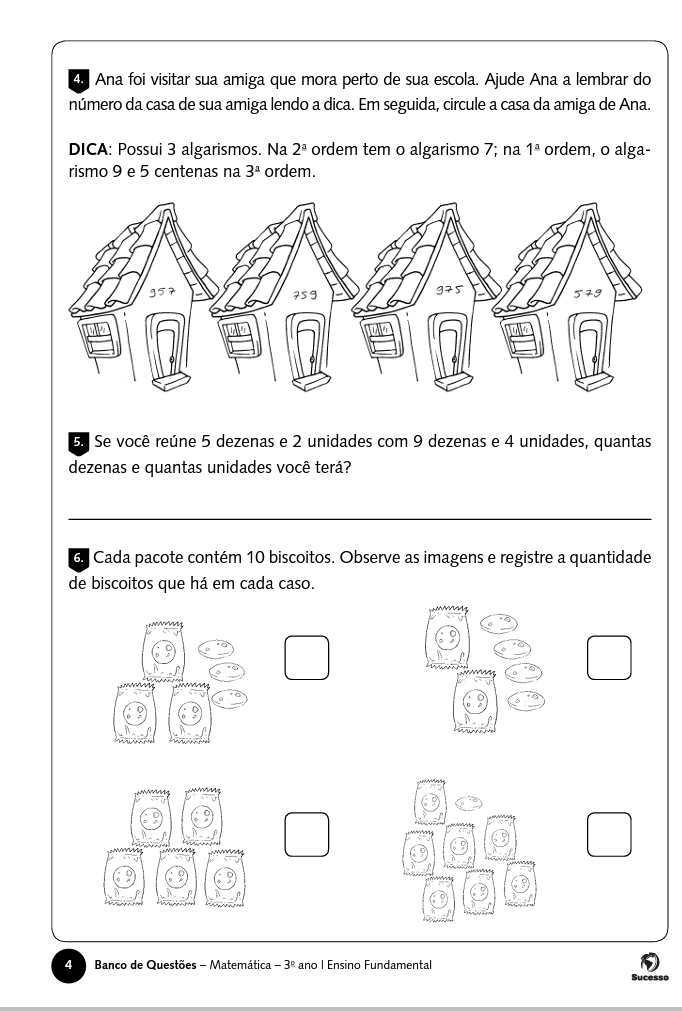 4. Ana foi visitar sua amiga que mora perto de sua escola. Ajude Ana a lembrar do
número da casa de sua amiga lendo a dica. Em seguida, circule a casa da amiga de Ana.
DICA: Possui 3 algarismos. Na 2ª ordem tem o algarismo 7; na 1ª ordem, o alga-
rismo 9 e 5 centenas na 3ª ordem.
957 759 975 579
5. Se você reúne 5 dezenas e 2 unidades com 9 dezenas e 4 unidades, quantas
dezenas e quantas unidades você terá?
6. Cada pacote contém 10 biscoitos. Observe as imagens e registre a quantidade
de biscoitos que há em cada caso.
4 Banco de Questões – Matemática – 3º ano | Ensino Fundamental
Sucesso